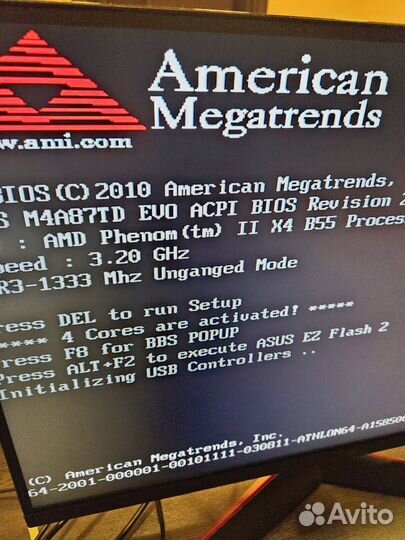 American
Megatrends
w.ami.com
BIOS(C) 2010 American Megatrends,
S M4A87TD EVO ACPI BIOS Revision 2
: AMD Phenom(tm) II X4 B55 Process
peed : 3.20 GHz
R3-1333 Mhz Unganged Mode
ress DEL to run Setup
**** 4 Cores are activated! *****
ress F8 for BBS POPUP
Press ALT+F2 to execute ASUS EZ Flash 2
Initializing USB Controllers ..
(C) American Megatrends, Inc.
64-2001-000001-00101111-030811-ATHLON64-A158500
Avito